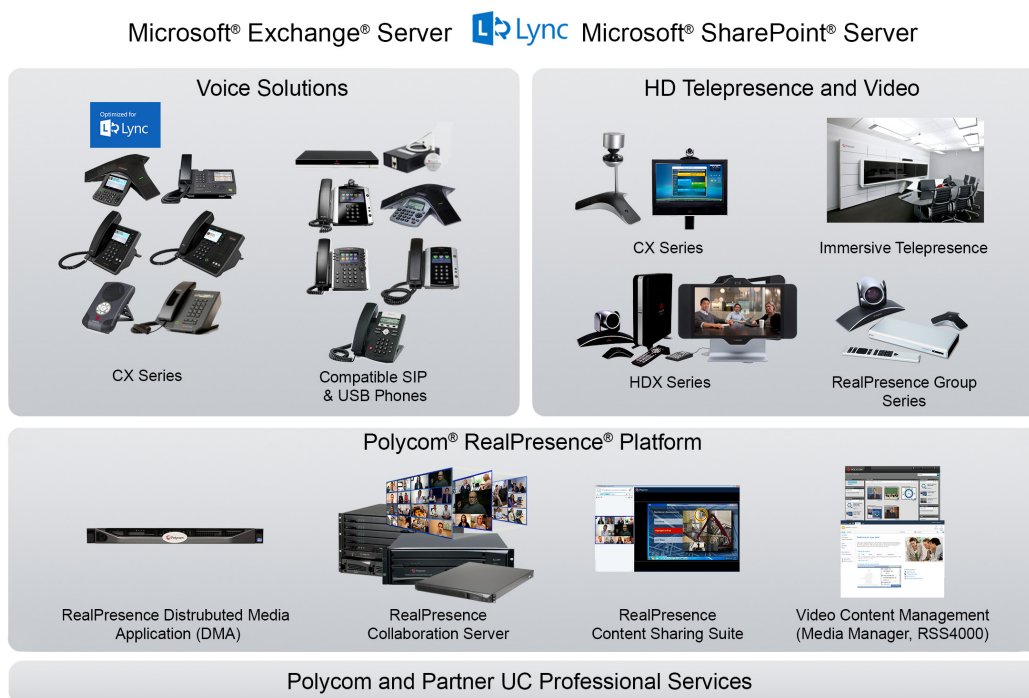 Microsoft® Exchange® Server Lync Microsoft® SharePoint® Server
Voice Solutions
Optimized for
Lync
CX Series
Compatible SIP
& USB Phones
HD Telepresence and Video
CX Series
Immersive Telepresence
HDX Series
RealPresence Group
Series
Polycom® RealPresence® Platform
Polycom
RealPresence Distrubuted Media
Application (DMA)
RealPresence
Collaboration Server
RealPresence
Content Sharing Suite
Video Content Management
(Media Manager, RSS4000)
Polycom and Partner UC Professional Services